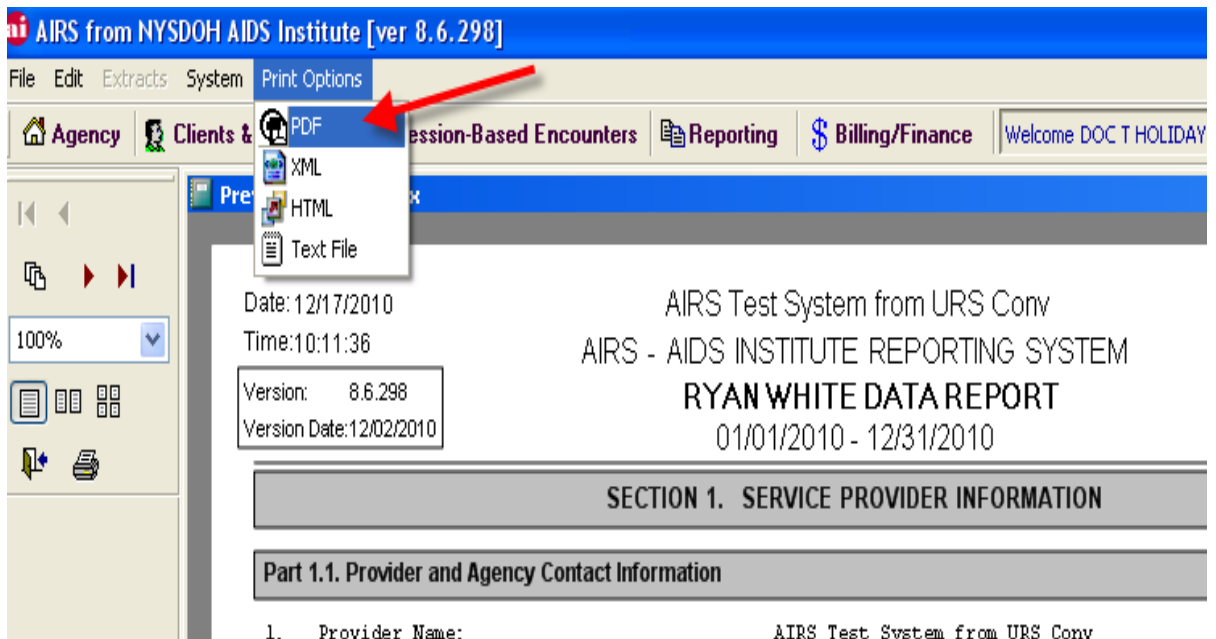 ai AIRS from NYSDOH AIDS Institute [ver 8.6.298]
File Edit Extracts System Print Options
Agency Clients & ession-Based Encounters Reporting $ Billing/Finance Welcome DOC T HOLIDAY
PDF
XML
HTML
Text File
Pre x
100%
Date: 12/17/2010
Time:10:11:36
Version: 8.6.298
Version Date:12/02/2010
AIRS Test System from URS Conv
AIRS - AIDS INSTITUTE REPORTING SYSTEM
RYAN WHITE DATA REPORT
01/01/2010 - 12/31/2010
SECTION 1. SERVICE PROVIDER INFORMATION
Part 1.1. Provider and Agency Contact Information
1. Provider Name: AIRS Test System from URS Conv